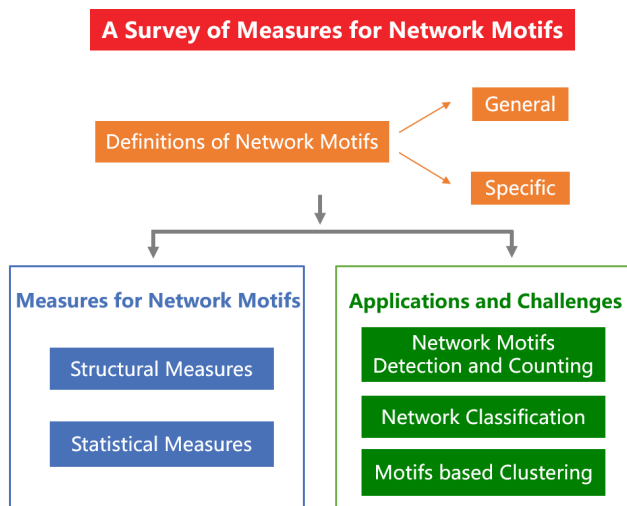 A Survey of Measures for Network Motifs
General
Definitions of Network Motifs
Specific
Measures for Network Motifs
Structural Measures
Statistical Measures
Applications and Challenges
Network Motifs
Detection and Counting
Network Classification
Motifs based Clustering